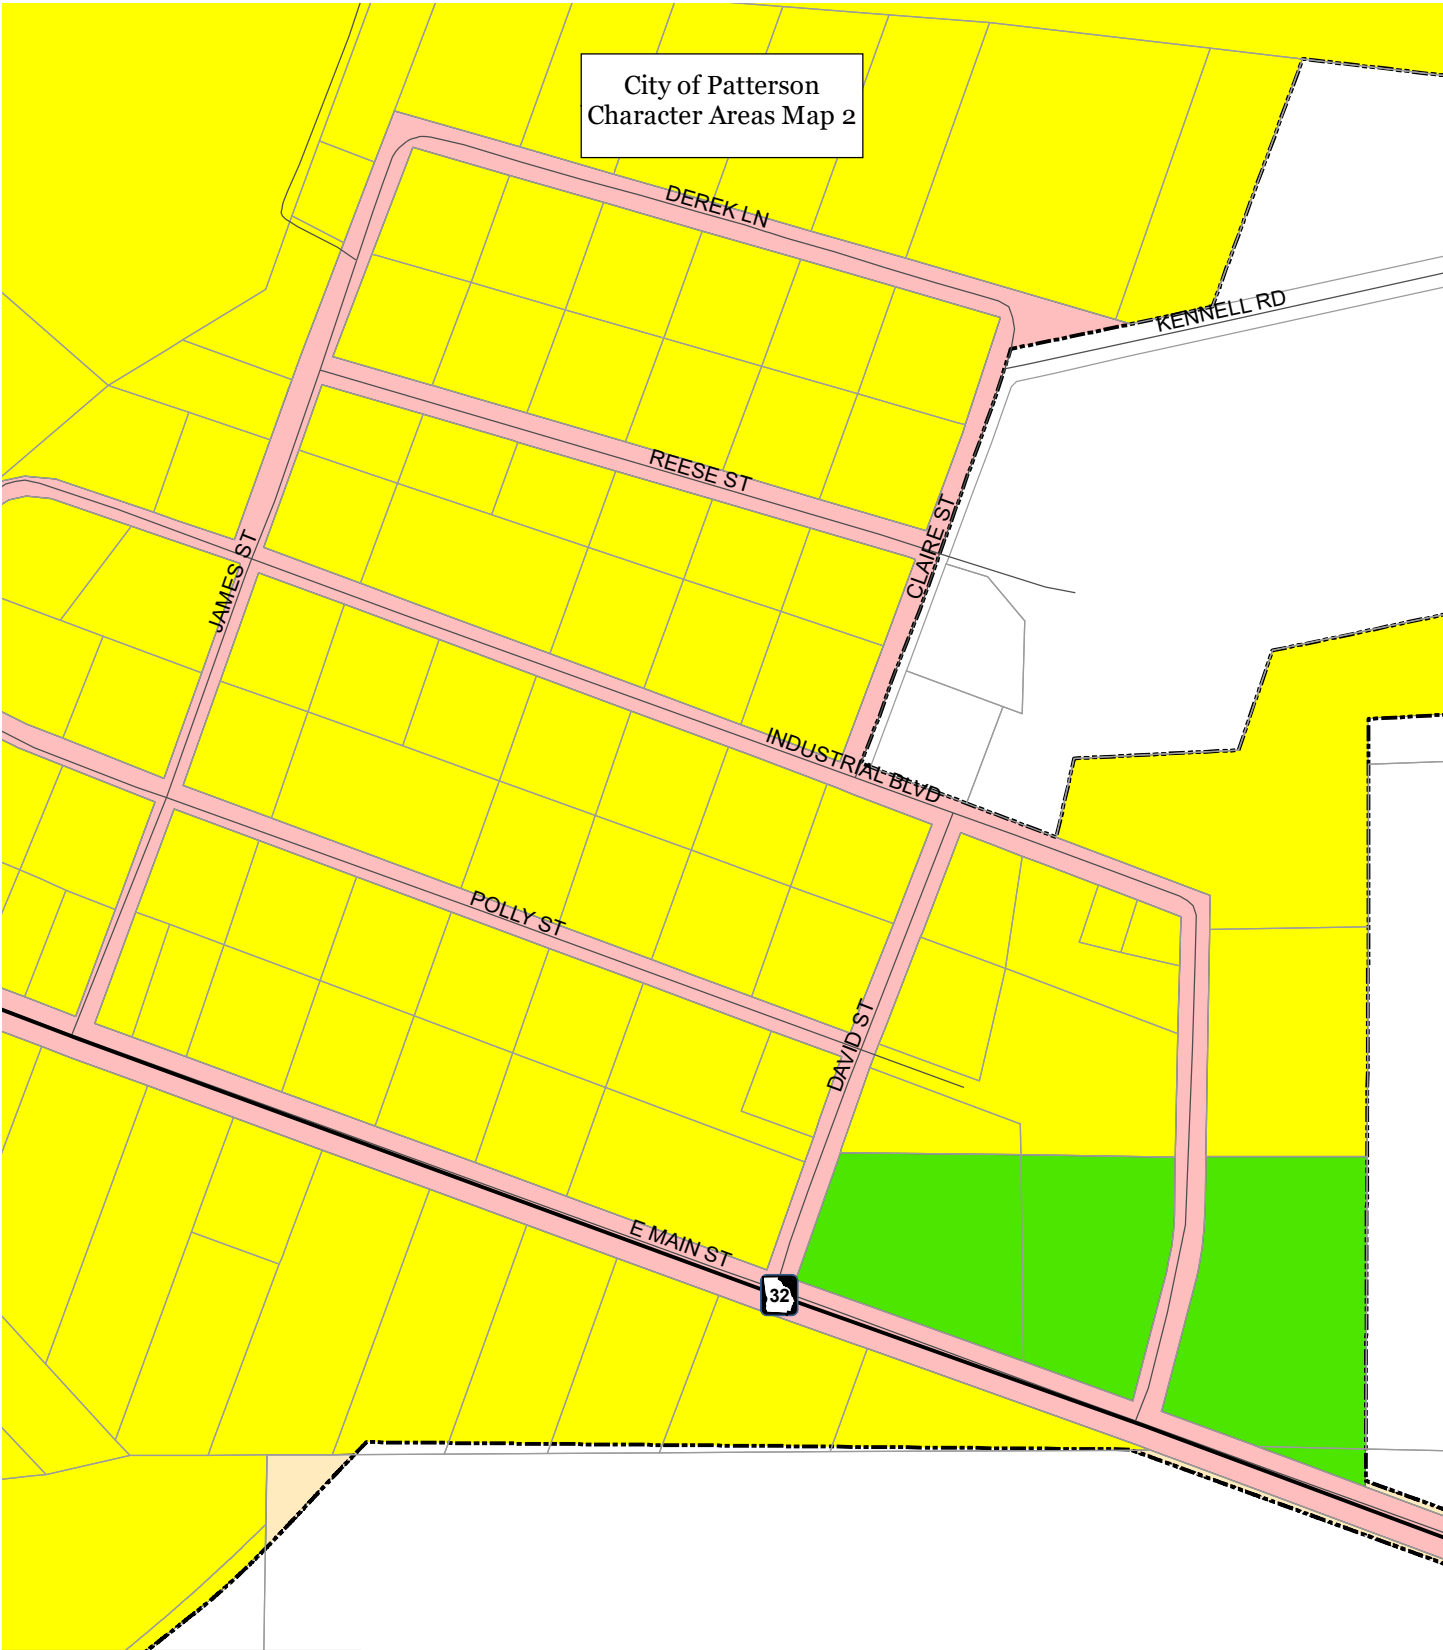 City of Patterson
Character Areas Map 2
DEREK LN
KENNELL RD
REESE ST
CLAIRE ST
JAMES ST
INDUSTRIAL BLVD
POLLY ST
DAVID ST
E MAIN ST
32